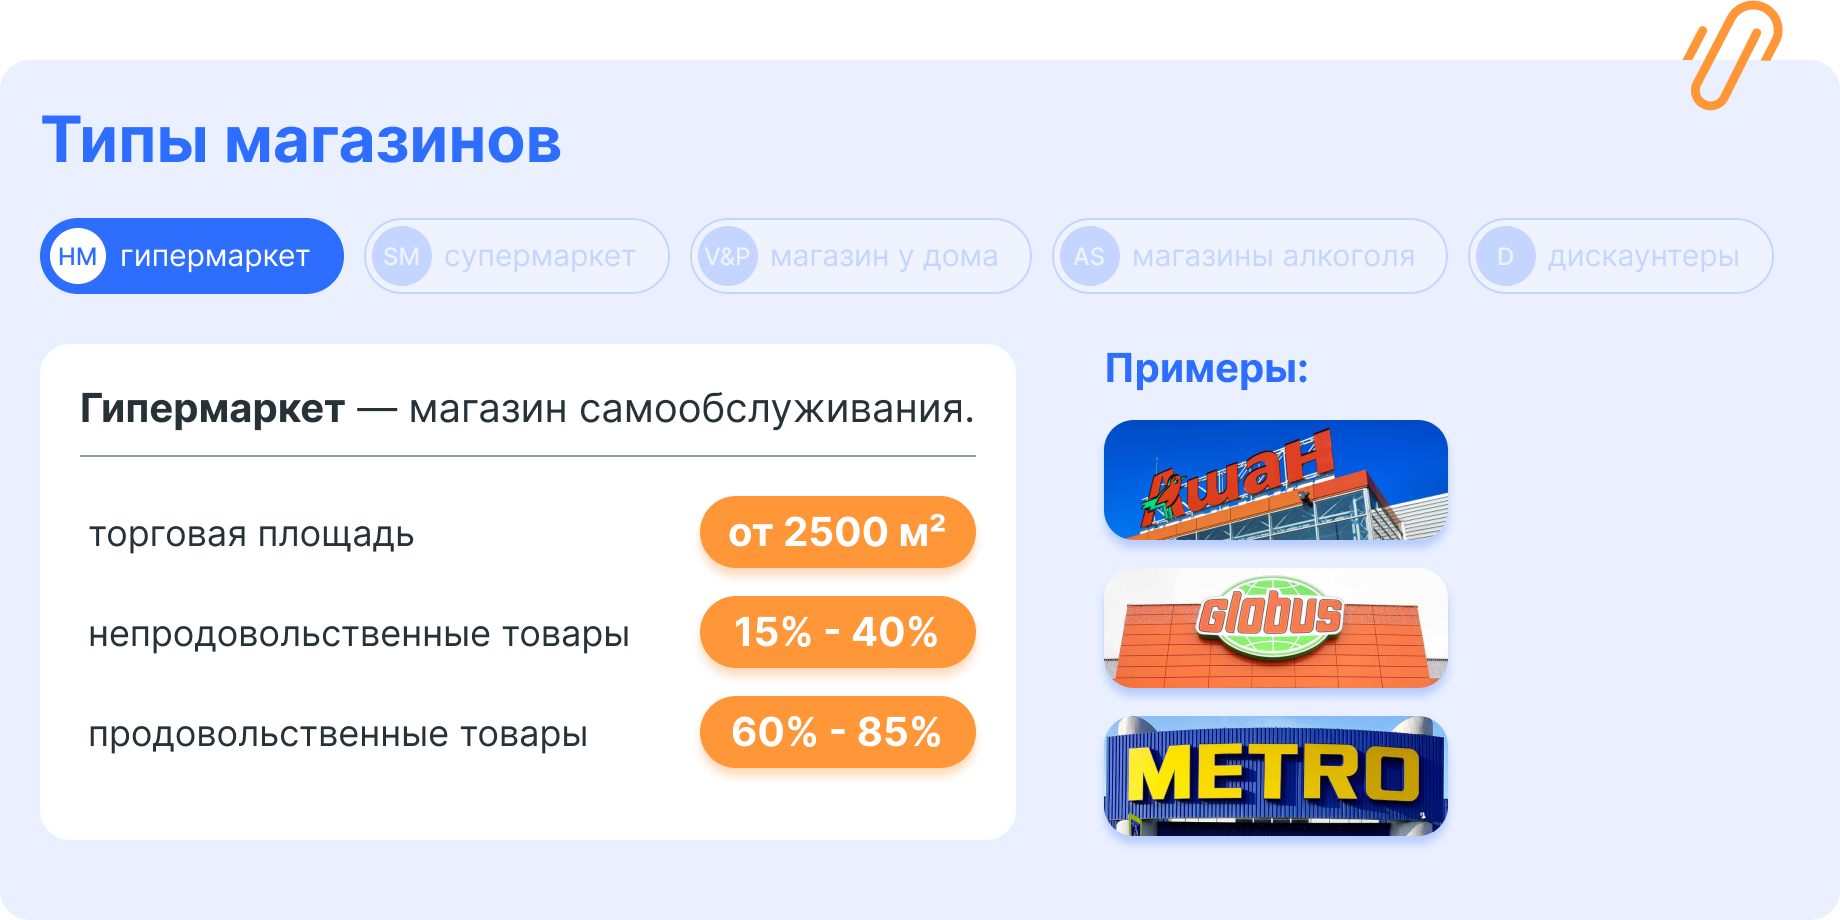 Типы магазинов
HM гипермаркет
SM супермаркет
V&P магазин у дома
AS магазины алкоголя
D дискаунтеры
Гипермаркет — магазин самообслуживания.
торговая площадь
от 2500 м²
непродовольственные товары
15% - 40%
продовольственные товары
60% - 85%
Примеры:
Ашан
Globus
METRO